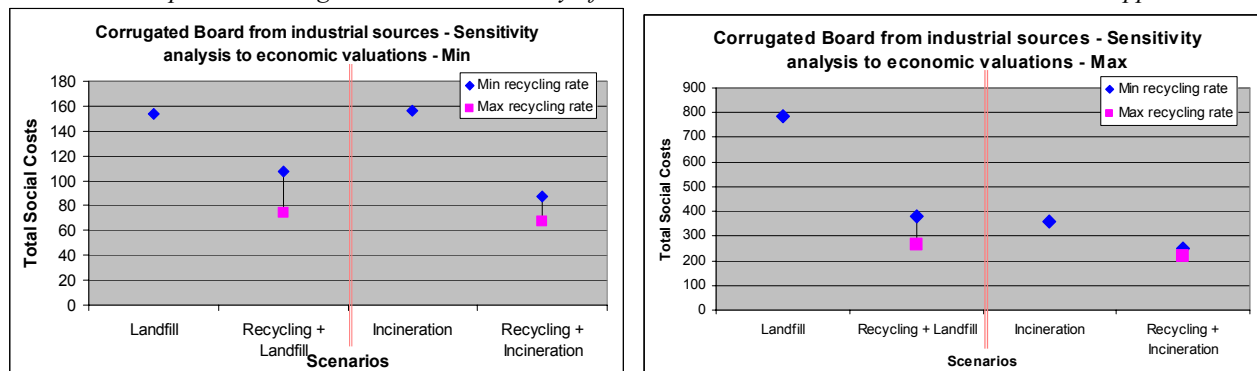 Corrugated Board from industrial sources - Sensitivity
analysis to economic valuations - Min
Min recycling rate
Max recycling rate
180
160
140
120
100
80
60
40
20
0
Total Social Costs
Landfill
Recycling +
Landfill
Incineration
Recycling +
Incineration
Scenarios
Corrugated Board from industrial sources - Sensitivity
analysis to economic valuations - Max
Min recycling rate
Max recycling rate
900
800
700
600
500
400
300
200
100
0
Total Social Costs
Landfill
Recycling + Landfill
Incineration
Recycling +
Incineration
Scenarios